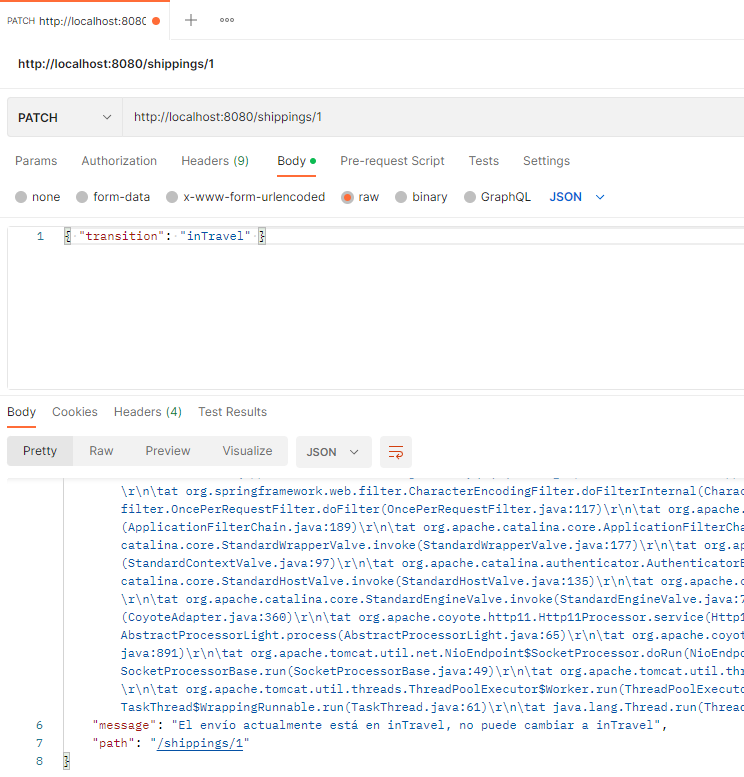 PATCH http://localhost:8080
http://localhost:8080/shippings/1
PATCH http://localhost:8080/shippings/1
Params Authorization Headers (9) Body Pre-request Script Tests Settings
none form-data x-www-form-urlencoded raw binary GraphQL JSON
1 { "transition": "inTravel" }
Body Cookies Headers (4) Test Results
Pretty Raw Preview Visualize JSON
\r\n\tat org.springframework.web.filter.CharacterEncodingFilter.doFilterInternal(Charac
filter.OncePerRequestFilter.doFilter(OncePerRequestFilter.java:117)\r\n\tat org.apache.
(ApplicationFilterChain.java:189)\r\n\tat org.apache.catalina.core.ApplicationFilterCha
catalina.core.StandardWrapperValve.invoke(StandardWrapperValve.java:177)\r\n\tat org.ap
(StandardContextValve.java:97)\r\n\tat org.apache.catalina.authenticator.AuthenticatorB
catalina.core.StandardHostValve.invoke(StandardHostValve.java:135)\r\n\tat org.apache.c
\r\n\tat org.apache.catalina.core.StandardEngineValve.invoke(StandardEngineValve.java:7
(CoyoteAdapter.java:360)\r\n\tat org.apache.coyote.http11.Http11Processor.service(Http1
AbstractProcessorLight.process(AbstractProcessorLight.java:65)\r\n\tat org.apache.coyot
java:891)\r\n\tat org.apache.tomcat.util.net.NioEndpoint$SocketProcessor.doRun(NioEndpo
SocketProcessorBase.run(SocketProcessorBase.java:49)\r\n\tat org.apache.tomcat.util.thr
\r\n\tat org.apache.tomcat.util.threads.ThreadPoolExecutor$Worker.run(ThreadPoolExecuto
TaskThread$WrappingRunnable.run(TaskThread.java:61)\r\n\tat java.lang.Thread.run(Thread
6 "message": "El envío actualmente está en inTravel, no puede cambiar a inTravel",
7 "path": "/shippings/1"
8 }